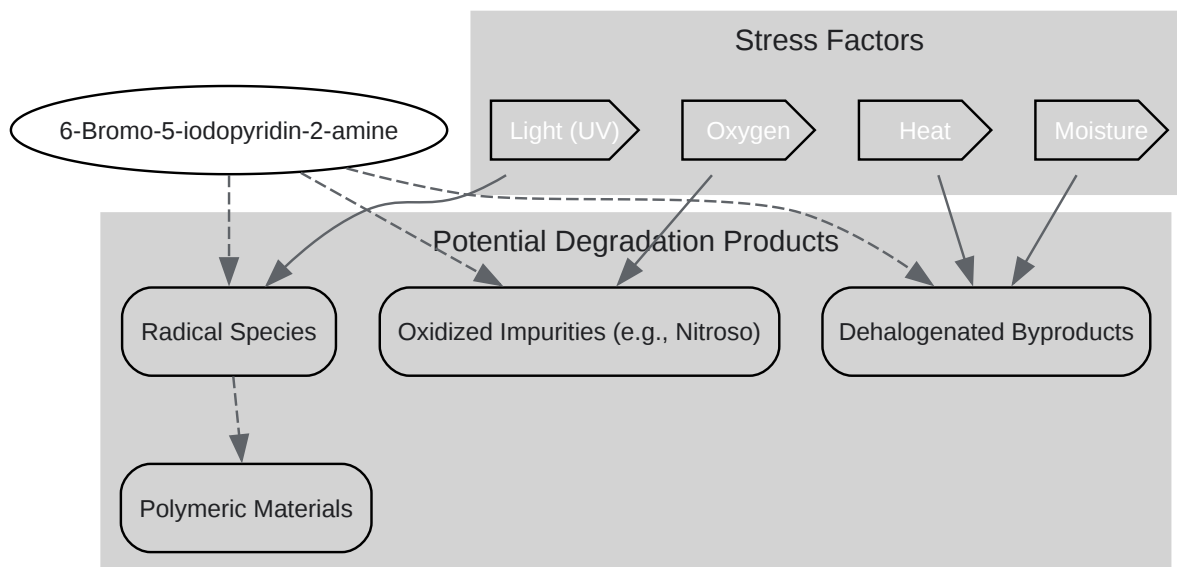 Stress Factors
6-Bromo-5-iodopyridin-2-amine
Light (UV)
Oxygen
Heat
Moisture
Potential Degradation Products
Radical Species
Oxidized Impurities (e.g., Nitroso)
Dehalogenated Byproducts
Polymeric Materials